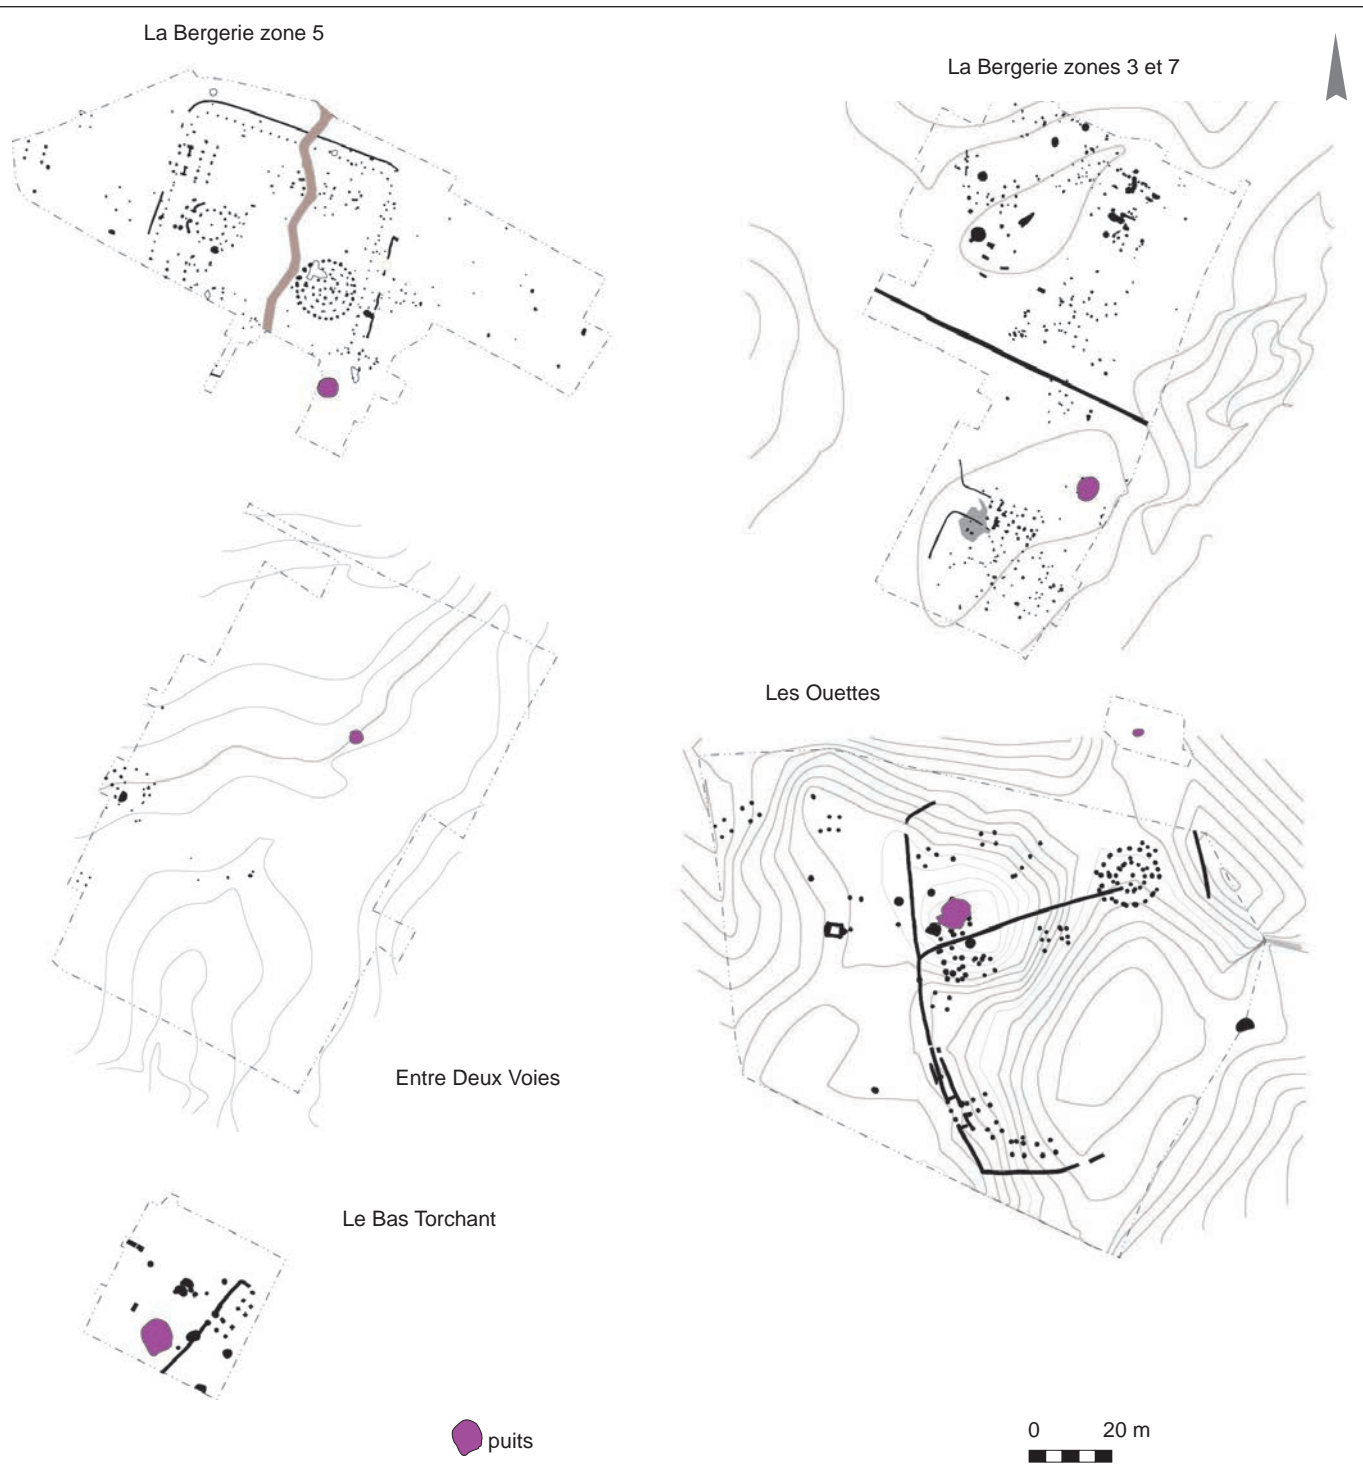 La Bergerie zone 5
La Bergerie zones 3 et 7
Les Ouettes
Entre Deux Voies
Le Bas Torchant
puits
0 20 m